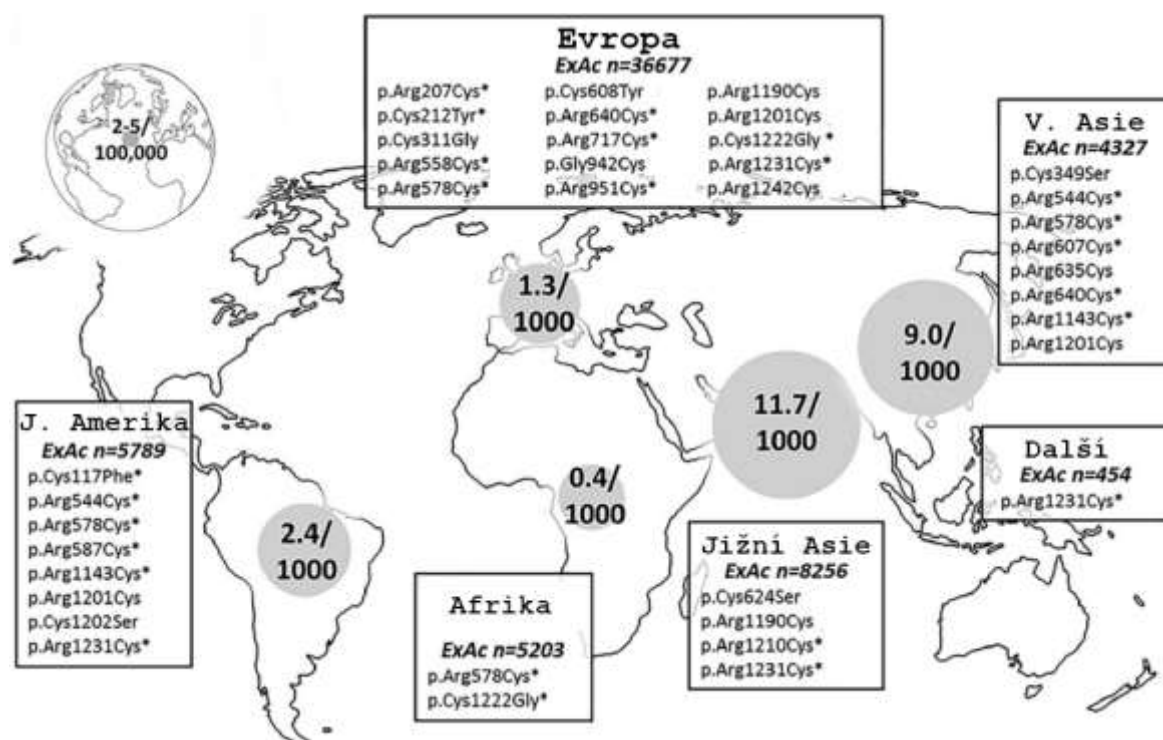 2-5/
100,000
Evropa
ExAc n=36677
p.Arg207Cys* p.Cys608Tyr p.Arg1190Cys
p.Cys212Tyr* p.Arg640Cys* p.Arg1201Cys
p.Cys311Gly p.Arg717Cys* p.Cys1222Gly *
p.Arg558Cys* p.Gly942Cys p.Arg1231Cys*
p.Arg578Cys* p.Arg951Cys* p.Arg1242Cys
V. Asie
ExAc n=4327
p.Cys349Ser
p.Arg544Cys*
p.Arg578Cys*
p.Arg607Cys*
p.Arg635Cys
p.Arg640Cys*
p.Arg1143Cys*
p.Arg1201Cys
1.3/
1000
9.0/
1000
11.7/
1000
0.4/
1000
2.4/
1000
J. Amerika
ExAc n=5789
p.Cys117Phe*
p.Arg544Cys*
p.Arg578Cys*
p.Arg587Cys*
p.Arg1143Cys*
p.Arg1201Cys
p.Cys1202Ser
p.Arg1231Cys*
Afrika
ExAc n=5203
p.Arg578Cys*
p.Cys1222Gly*
Jižní Asie
ExAc n=8256
p.Cys624Ser
p.Arg1190Cys
p.Arg1210Cys*
p.Arg1231Cys*
Další
ExAc n=454
p.Arg1231Cys*